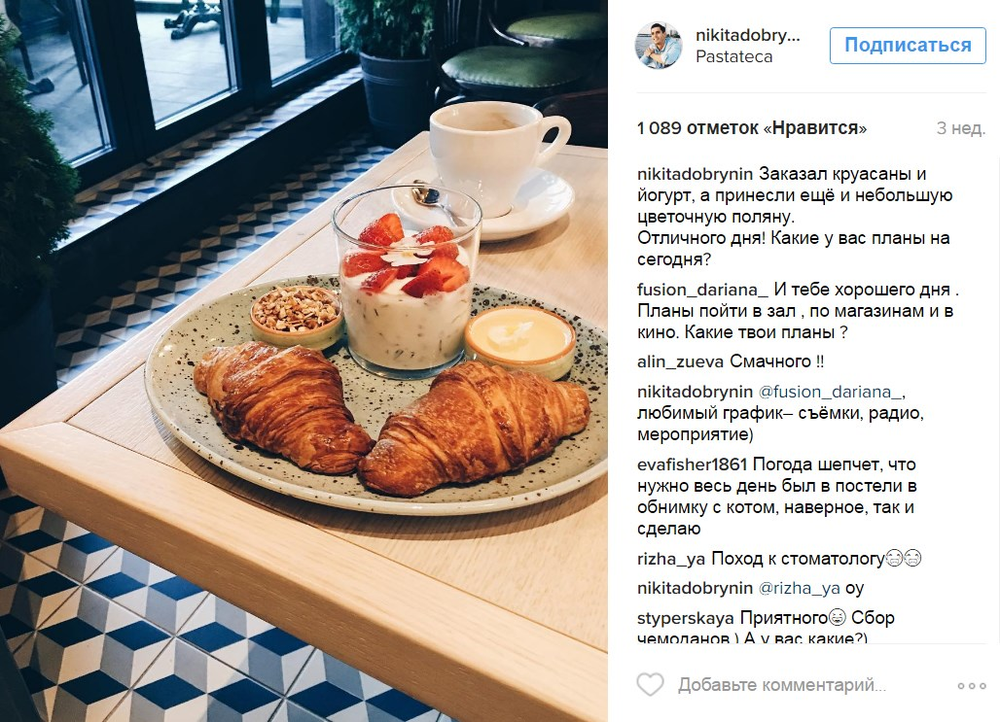 nikitadobry...
Pastateca
Подписаться
1 089 отметок «Нравится»
3 нед.
nikitadobrynin Заказал круасаны и
йогурт, а принесли ещё и небольшую
цветочную поляну.
Отличного дня! Какие у вас планы на
сегодня?
fusion_dariana_ И тебе хорошего дня .
Планы пойти в зал , по магазинам и в
кино. Какие твои планы ?
alin_zueva Смачного !!
nikitadobrynin @fusion_dariana_,
любимый график– съёмки, радио,
мероприятие)
evafisher1861 Погода шепчет, что
нужно весь день был в постели в
обнимку с котом, наверное, так и
сделаю
rizha_ya Поход к стоматологу
nikitadobrynin @rizha_ya оу
styperskaya Приятного Сбор
чемоданов ) А у вас какие?)
Добавьте комментарий...